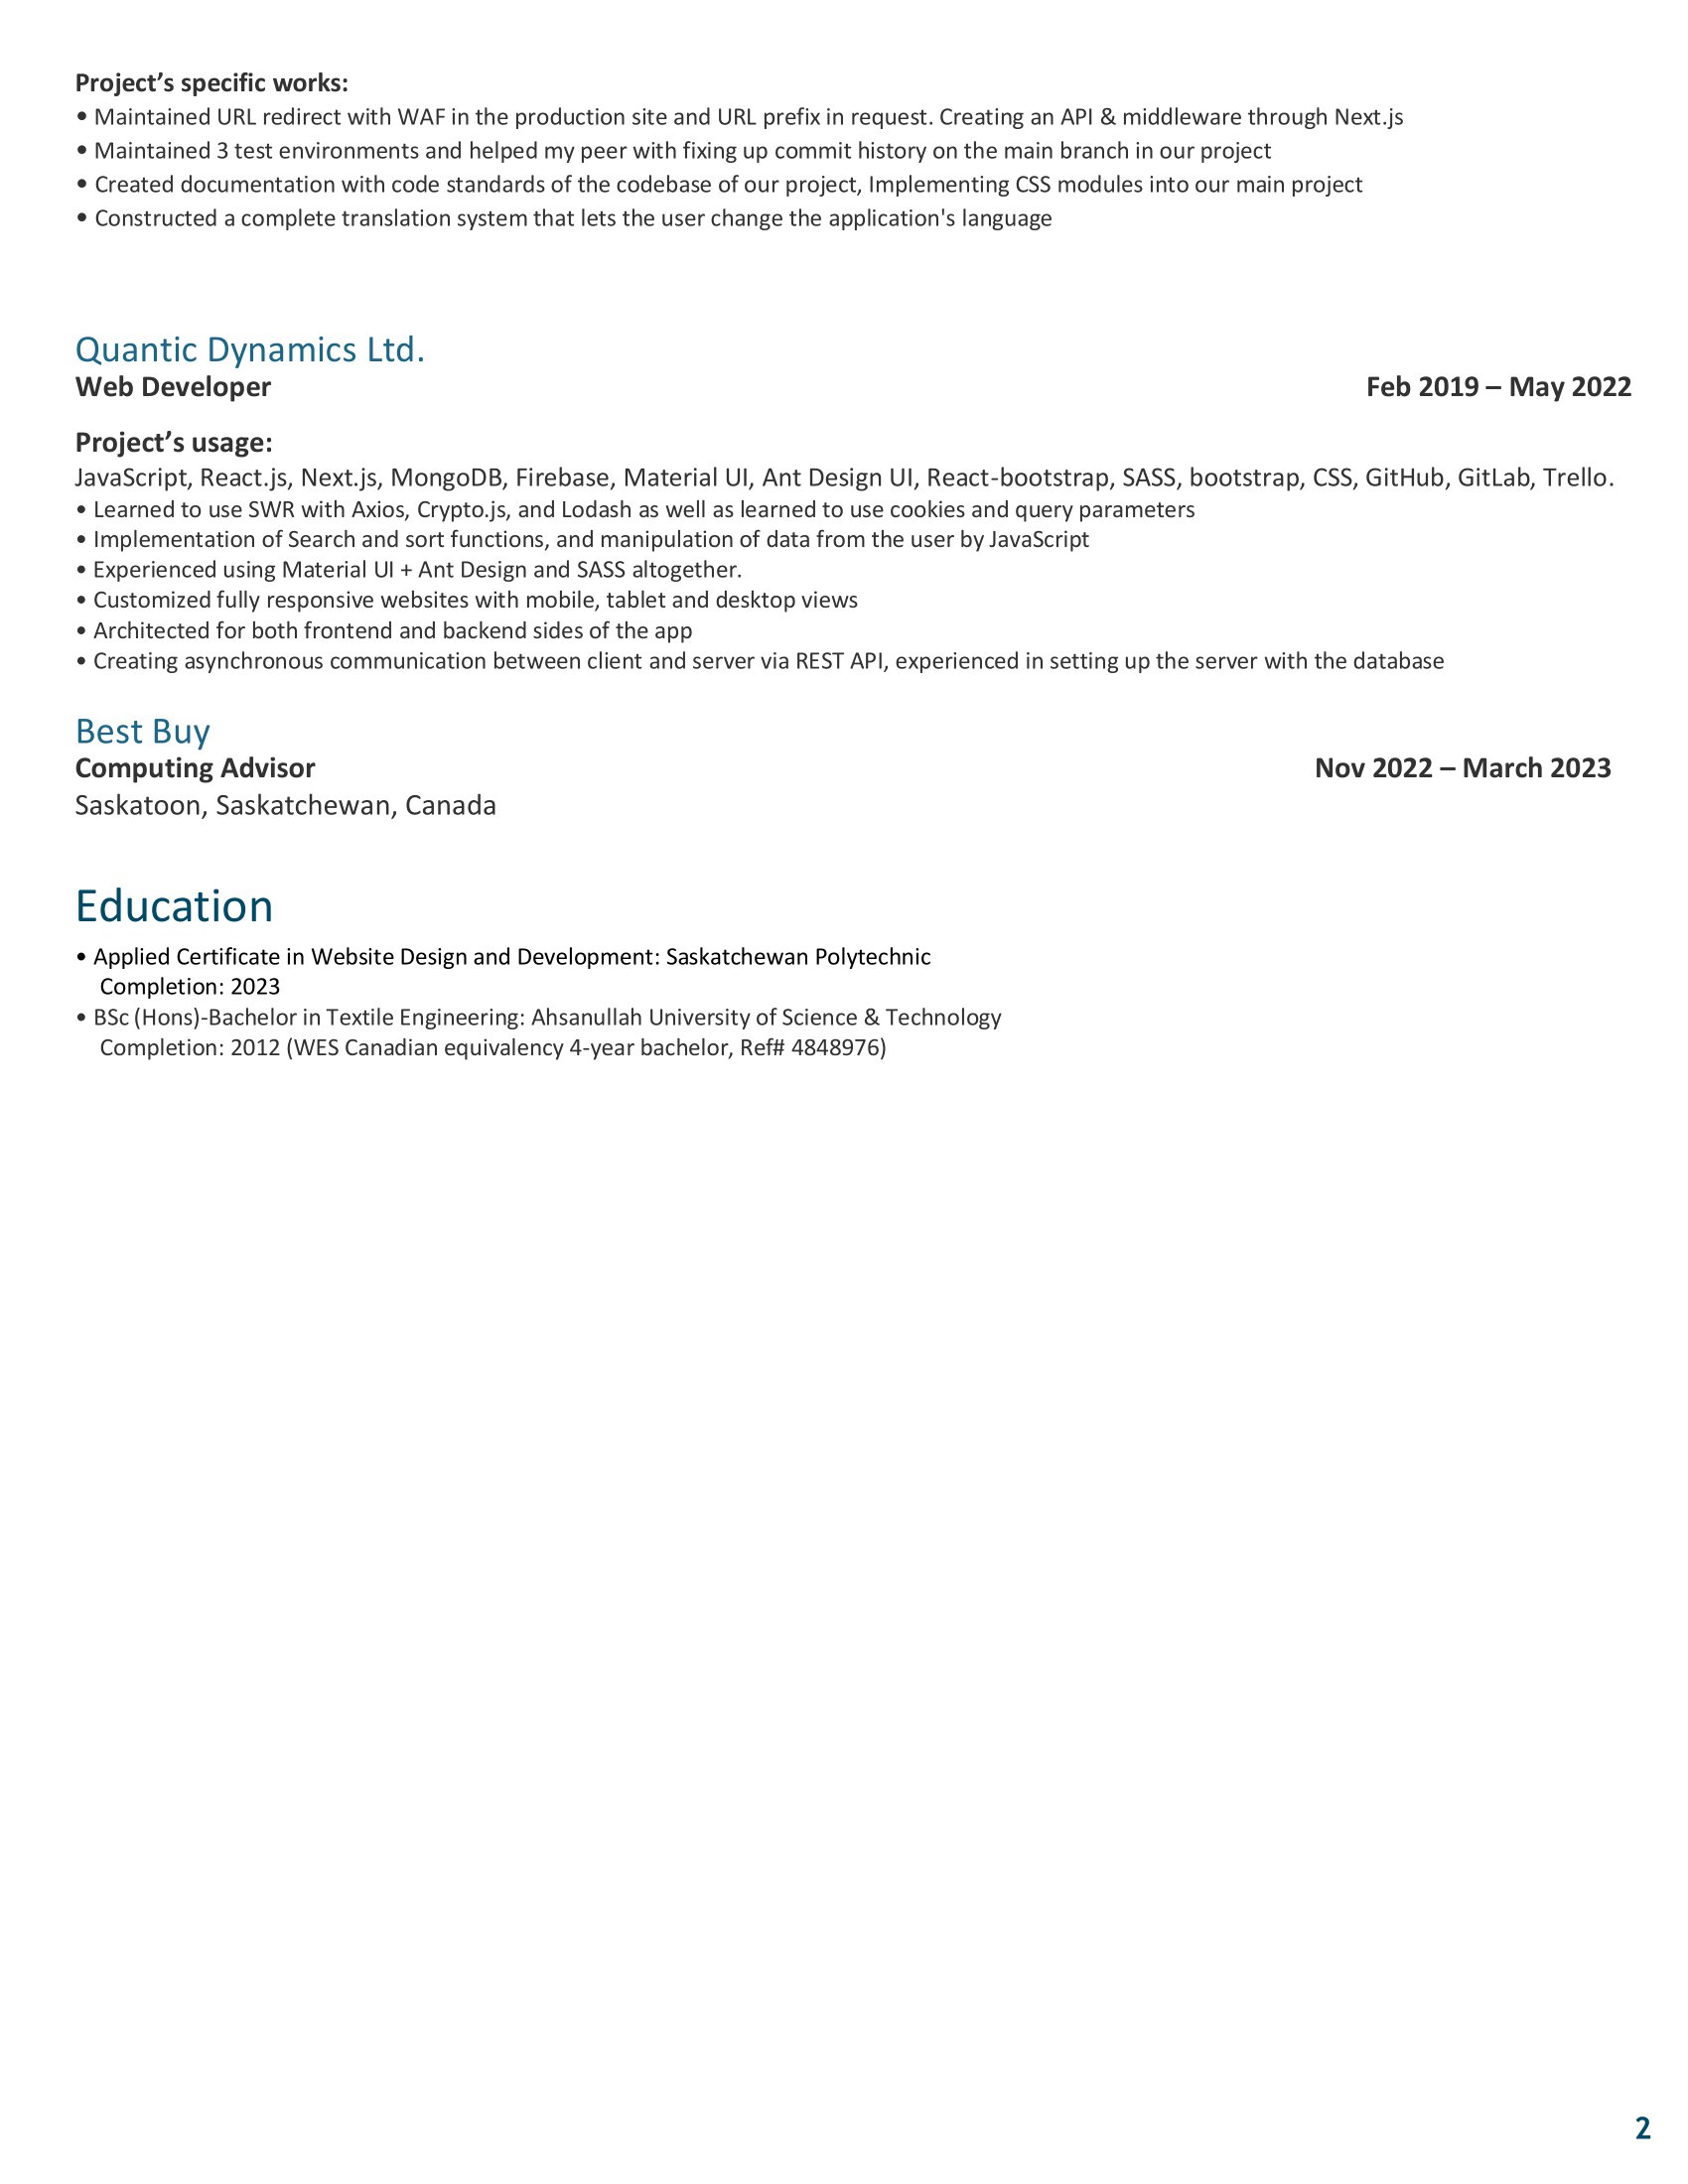 Project’s specific works:
• Maintained URL redirect with WAF in the production site and URL prefix in request. Creating an API & middleware through Next.js
• Maintained 3 test environments and helped my peer with fixing up commit history on the main branch in our project
• Created documentation with code standards of the codebase of our project, Implementing CSS modules into our main project
• Constructed a complete translation system that lets the user change the application's language
Quantic Dynamics Ltd.
Web Developer Feb 2019 – May 2022
Project’s usage:
JavaScript, React.js, Next.js, MongoDB, Firebase, Material UI, Ant Design UI, React-bootstrap, SASS, bootstrap, CSS, GitHub, GitLab, Trello.
• Learned to use SWR with Axios, Crypto.js, and Lodash as well as learned to use cookies and query parameters
• Implementation of Search and sort functions, and manipulation of data from the user by JavaScript
• Experienced using Material UI + Ant Design and SASS altogether.
• Customized fully responsive websites with mobile, tablet and desktop views
• Architected for both frontend and backend sides of the app
• Creating asynchronous communication between client and server via REST API, experienced in setting up the server with the database
Best Buy
Computing Advisor Nov 2022 – March 2023
Saskatoon, Saskatchewan, Canada
Education
• Applied Certificate in Website Design and Development: Saskatchewan Polytechnic
Completion: 2023
• BSc (Hons)-Bachelor in Textile Engineering: Ahsanullah University of Science & Technology
Completion: 2012 (WES Canadian equivalency 4-year bachelor, Ref# 4848976)
2